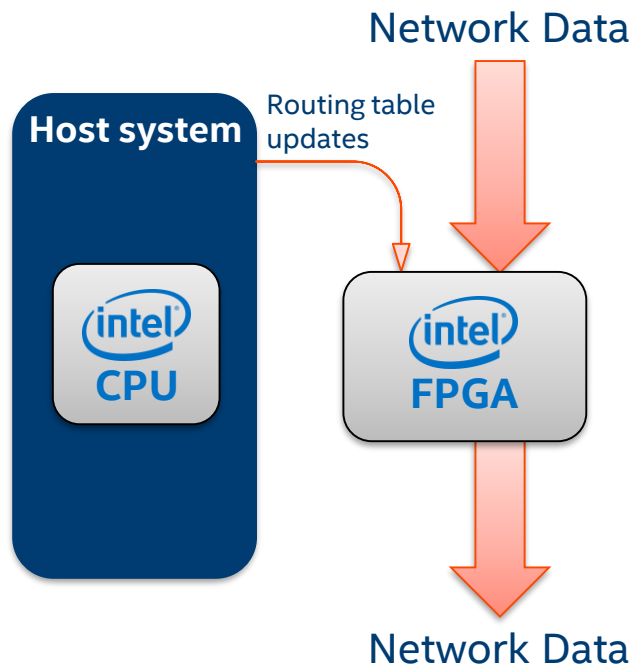 Network Data
Routing table
updates
Host system
intel
CPU
intel
FPGA
Network Data